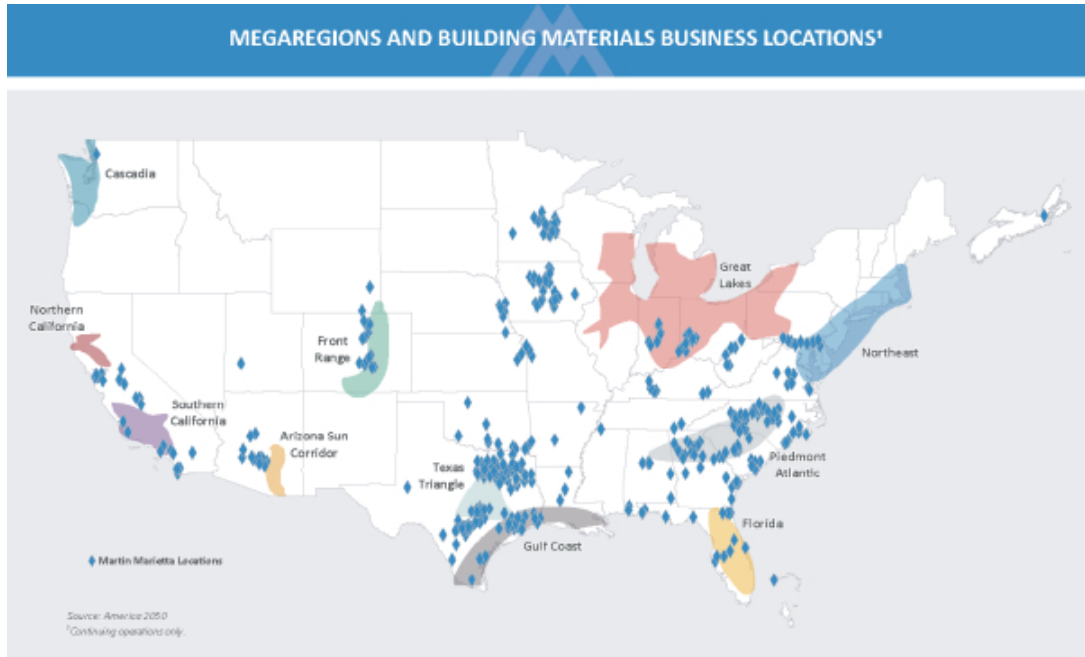 MEGAREGIONS AND BUILDING MATERIALS BUSINESS LOCATIONS¹
Cascadia
Great
Lakes
Northern
California
Front
Range
Northeast
Southern
California
Arizona Sun
Corridor
Texas
Triangle
Piedmont
Atlantic
Florida
Gulf Coast
Martin Marietta Locations
Source: America 2050
¹Continuing operations only.